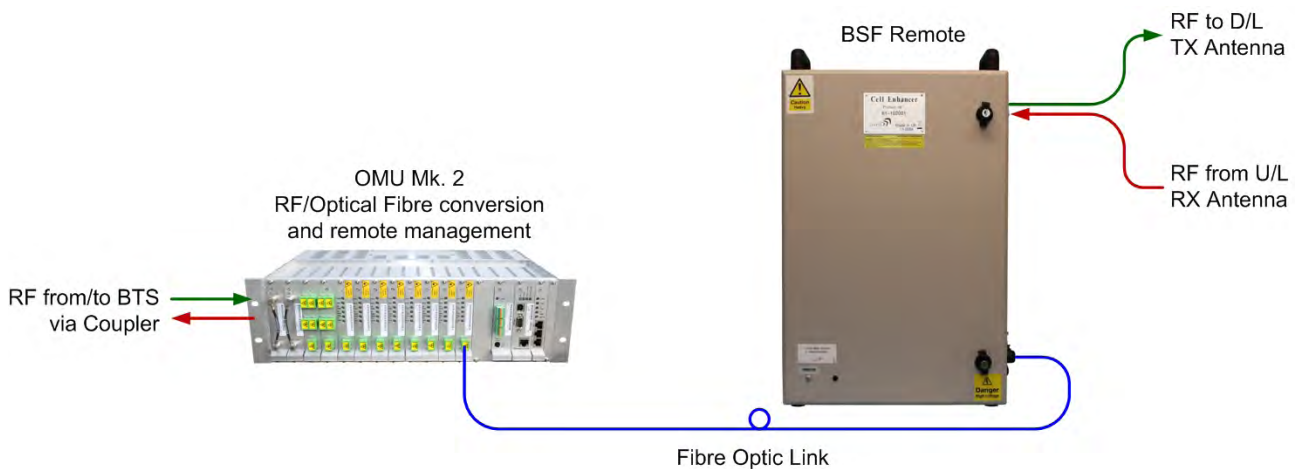 BSF Remote
RF to D/L
TX Antenna
Cell Enhancer
RF from U/L
RX Antenna
OMU Mk. 2
RF/Optical Fibre conversion
and remote management
RF from/to BTS
via Coupler
Danger
Fibre Optic Link